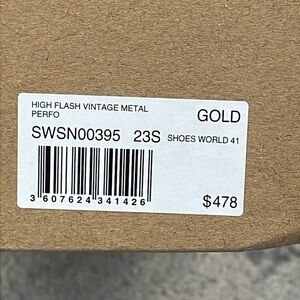 HIGH FLASH VINTAGE METAL
PERFO
GOLD
SWSN00395 23S SHOES WORLD 41
3 607624 341426
$478